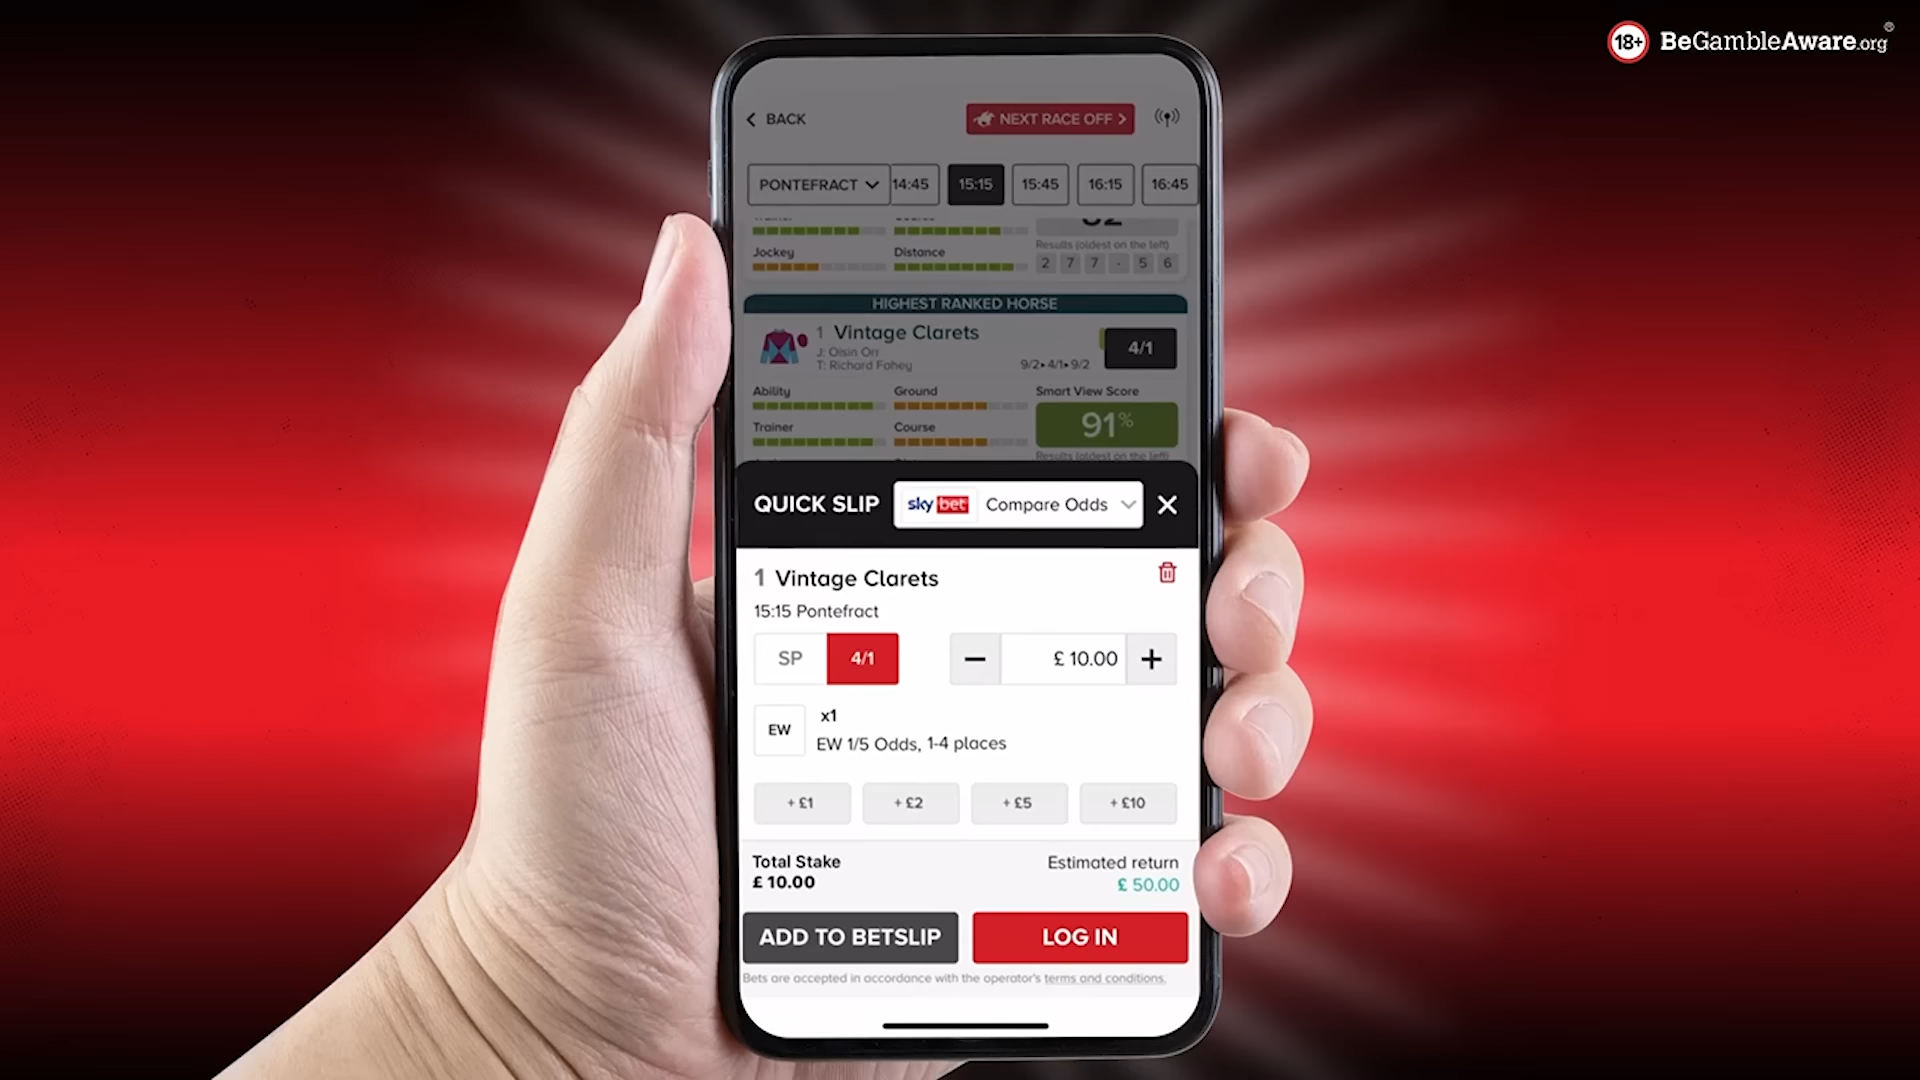 18+ BeGambleAware.org®
BACK
NEXT RACE OFF
PONTEFRACT 14:45 15:15 15:45 16:15 16:45
Results (oldest on the left)
Jockey Distance
2 7 7 - 5 6
HIGHEST RANKED HORSE
1 Vintage Clarets
4/1
J: Oisin Orr
T: Richard Fahey
9/2 4/1 9/2
Ability Ground Smart View Score
91%
Trainer Course
Results (oldest on the left)
QUICK SLIP sky bet Compare Odds
1 Vintage Clarets
15:15 Pontefract
SP 4/1 − £ 10.00 +
x1
EW
EW 1/5 Odds, 1-4 places
+ £1 + £2 + £5 + £10
Total Stake Estimated return
£ 10.00 £ 50.00
ADD TO BETSLIP LOG IN
Bets are accepted in accordance with the operator's terms and conditions.